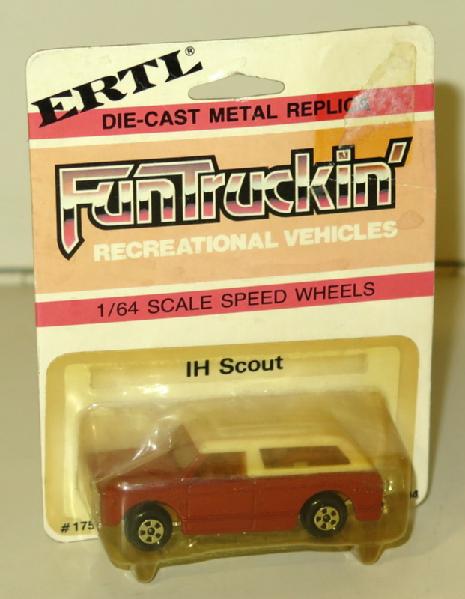 ERTL®
DIE-CAST METAL REPLICA
FunTruckin'
RECREATIONAL VEHICLES
1/64 SCALE SPEED WHEELS
IH Scout